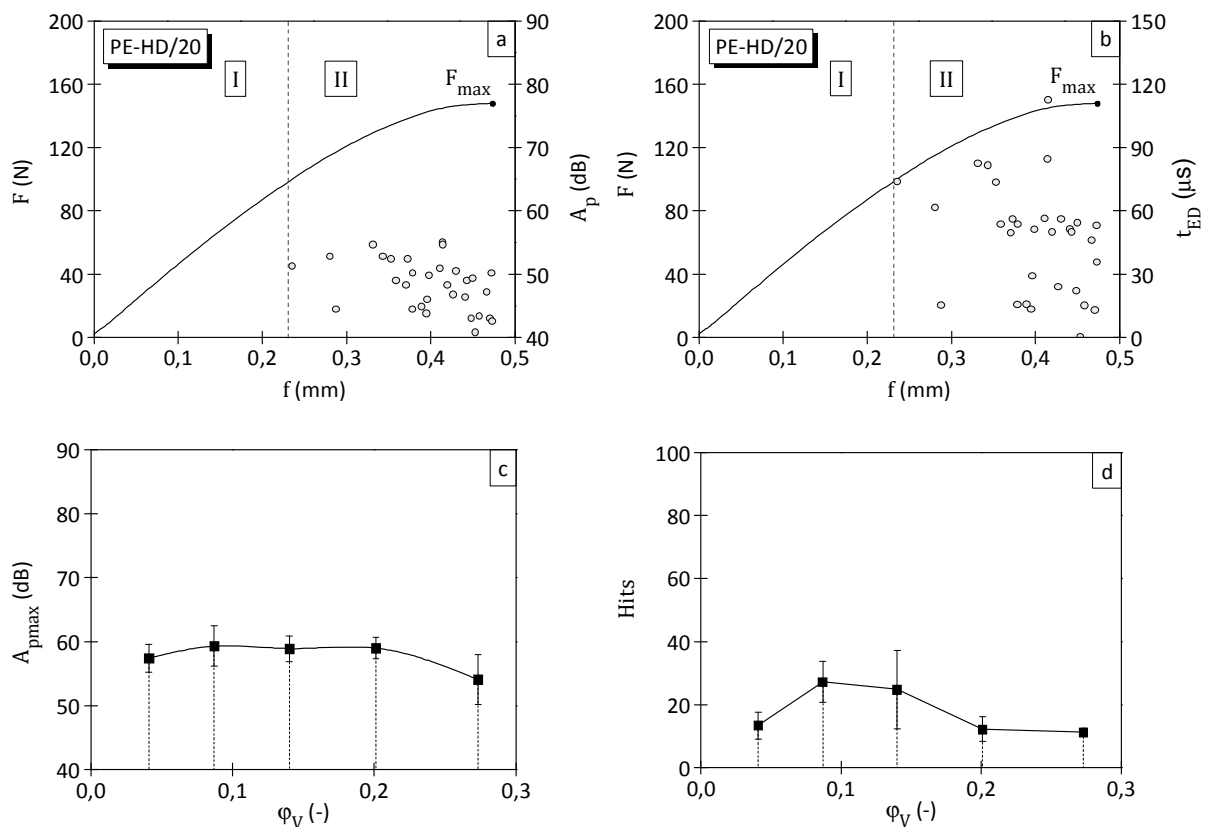 PE-HD/20
a
I
II
F_max
F (N)
200
160
120
80
40
0
90
80
70
60
50
40
A_p (dB)
0,0 0,1 0,2 0,3 0,4 0,5
f (mm)
PE-HD/20
b
I
II
F_max
F (N)
200
160
120
80
40
0
150
120
90
60
30
0
t_ED (μs)
0,0 0,1 0,2 0,3 0,4 0,5
f (mm)
c
A_pmax (dB)
90
80
70
60
50
40
0,0 0,1 0,2 0,3
φ_V (-)
d
Hits
100
80
60
40
20
0
0,0 0,1 0,2 0,3
φ_V (-)